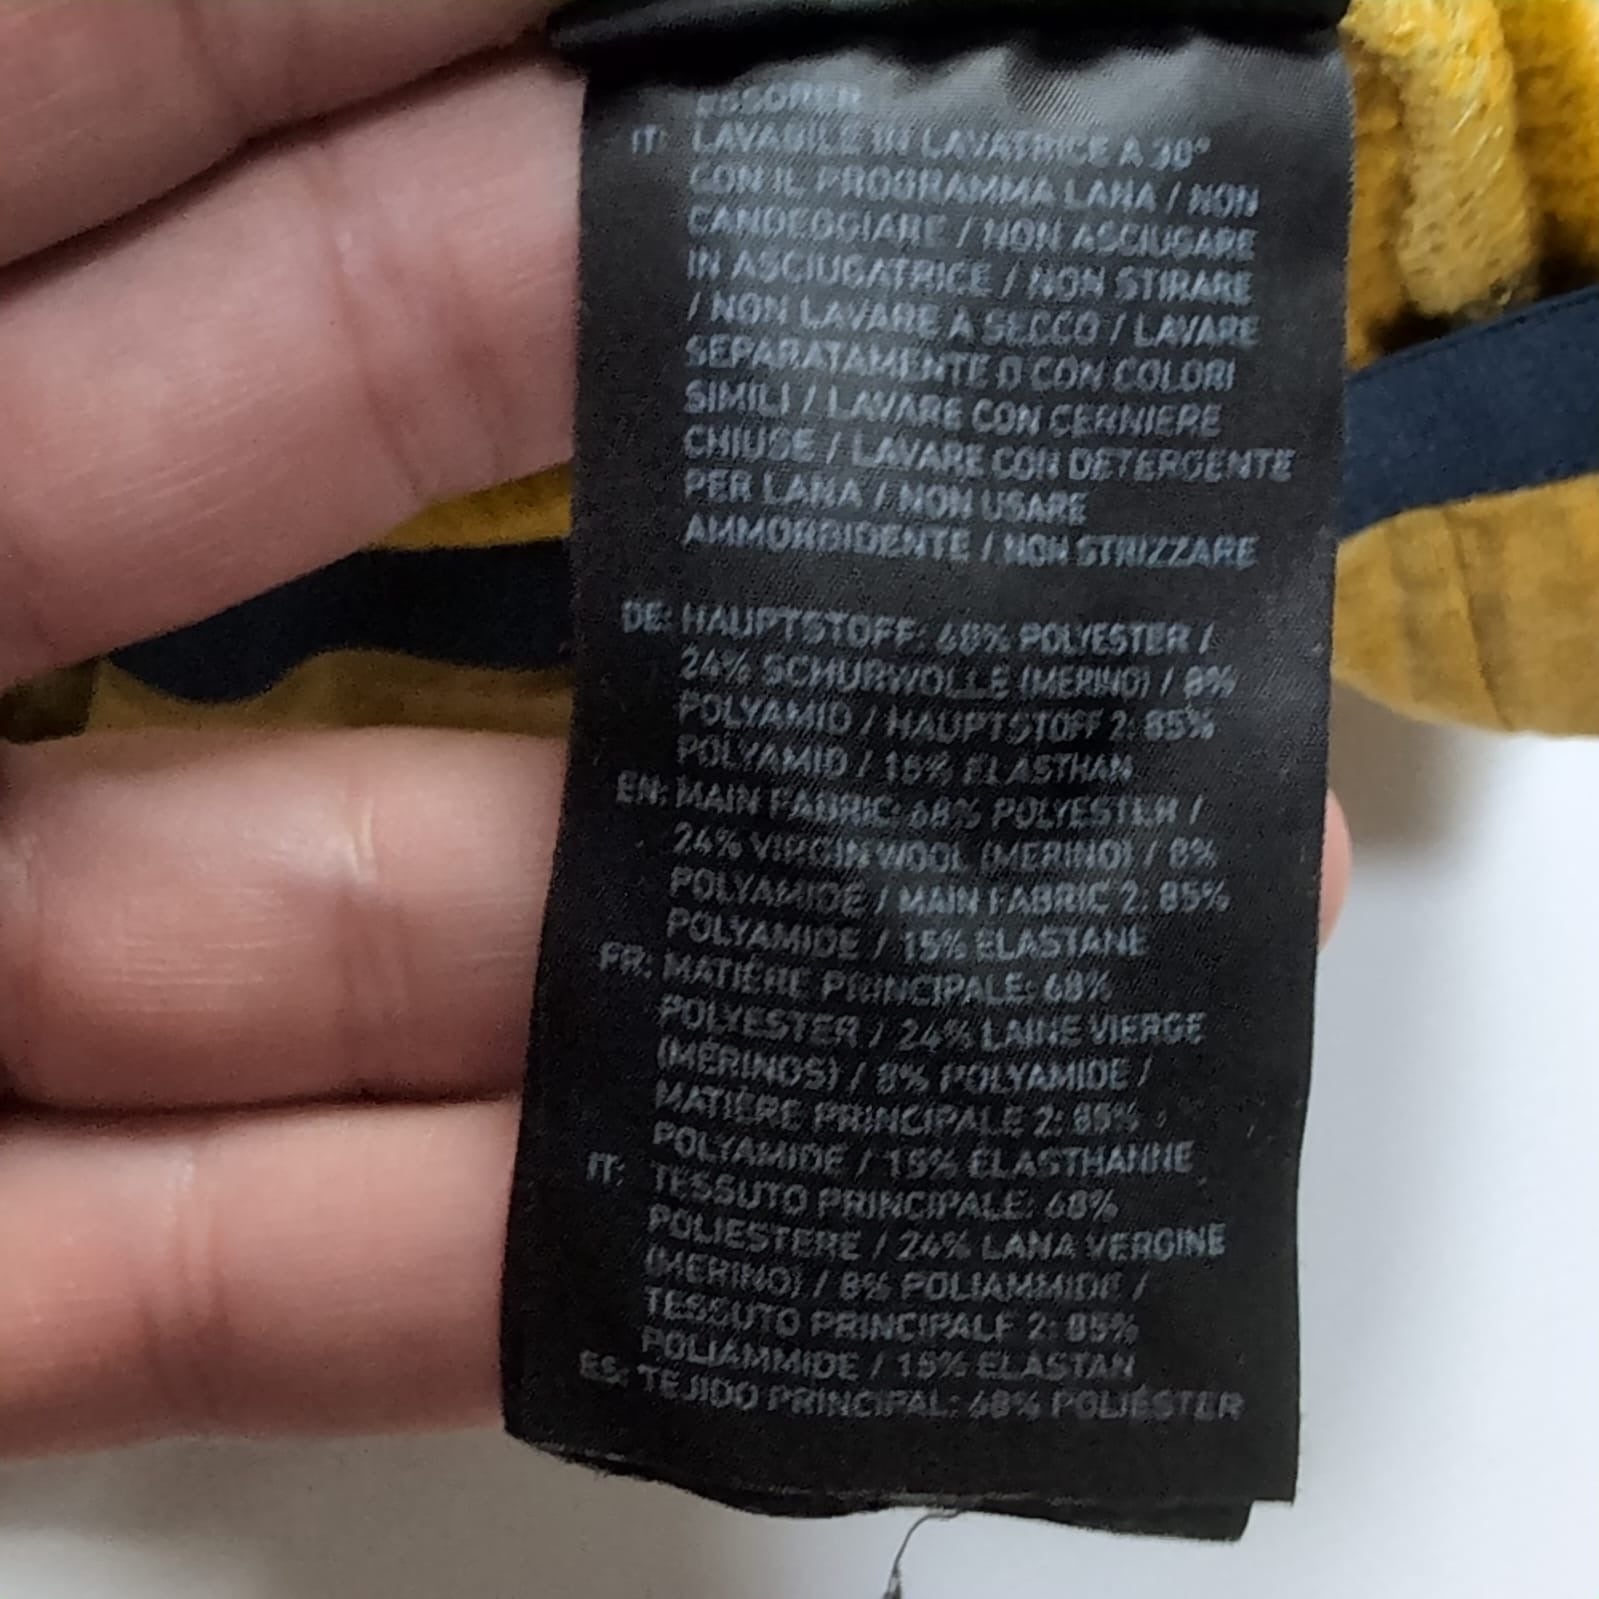 ESSORER
IT: LAVABILE IN LAVATRICE A 30°
CON IL PROGRAMMA LANA / NON
CANDEGGIARE / NON ASCIUGARE
IN ASCIUGATRICE / NON STIRARE
/ NON LAVARE A SECCO / LAVARE
SEPARATAMENTE O CON COLORI
SIMILI / LAVARE CON CERNIERE
CHIUSE / LAVARE CON DETERGENTE
PER LANA / NON USARE
AMMORBIDENTE / NON STRIZZARE
DE: HAUPTSTOFF: 68% POLYESTER /
24% SCHURWOLLE (MERINO) / 8%
POLYAMID / HAUPTSTOFF 2: 85%
POLYAMID / 15% ELASTHAN
EN: MAIN FABRIC: 68% POLYESTER /
24% VIRGIN WOOL (MERINO) / 8%
POLYAMIDE / MAIN FABRIC 2: 85%
POLYAMIDE / 15% ELASTANE
FR: MATIÈRE PRINCIPALE: 68%
POLYESTER / 24% LAINE VIERGE
(MÉRINOS) / 8% POLYAMIDE /
MATIÈRE PRINCIPALE 2: 85%
POLYAMIDE / 15% ELASTHANNE
IT: TESSUTO PRINCIPALE: 68%
POLIESTERE / 24% LANA VERGINE
(MERINO) / 8% POLIAMMIDE /
TESSUTO PRINCIPALE 2: 85%
POLIAMMIDE / 15% ELASTAN
ES: TEJIDO PRINCIPAL: 68% POLIÉSTER